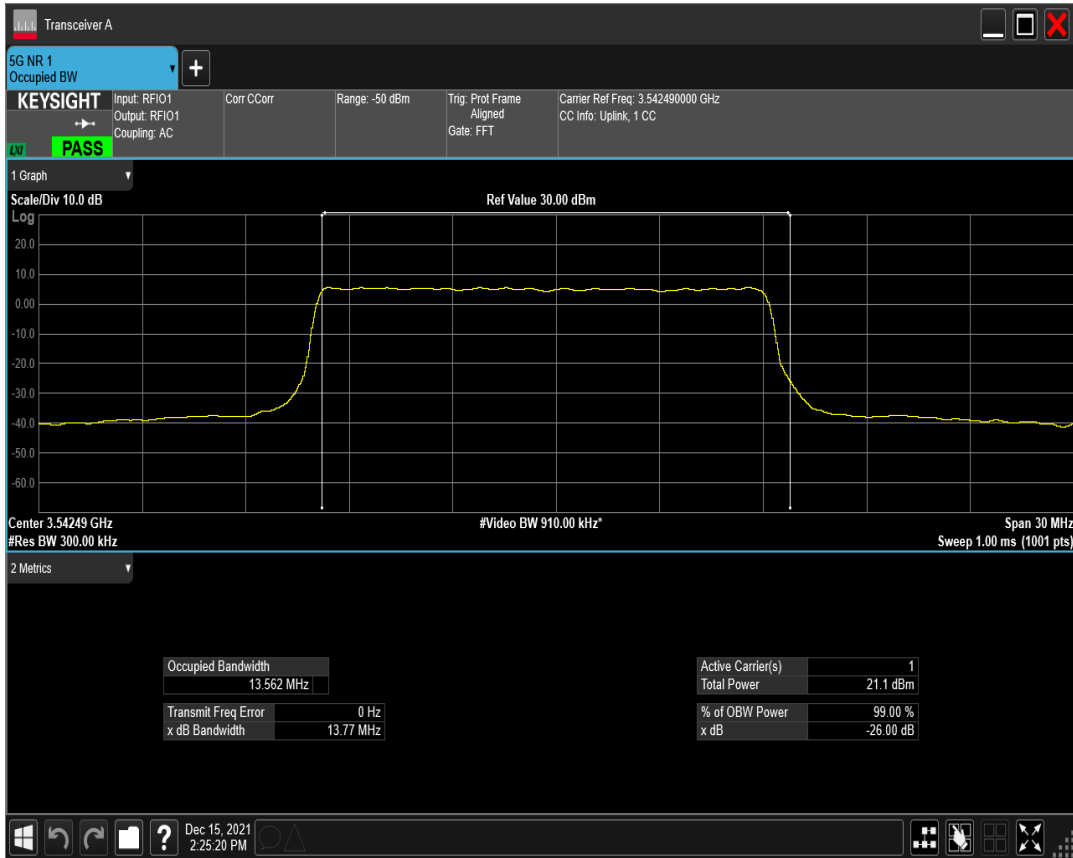 Transceiver A
5G NR 1
Occupied BW
KEYSIGHT
Input: RFIO1
Output: RFIO1
Coupling: AC
LXI
PASS
Corr CCorr
Range: -50 dBm
Trig: Prot Frame
Aligned
Gate: FFT
Carrier Ref Freq: 3.542490000 GHz
CC Info: Uplink, 1 CC
1 Graph
Scale/Div 10.0 dB
Ref Value 30.00 dBm
Log
20.0
10.0
0.00
-10.0
-20.0
-30.0
-40.0
-50.0
-60.0
Center 3.54249 GHz
#Video BW 910.00 kHz*
Span 30 MHz
#Res BW 300.00 kHz
Sweep 1.00 ms (1001 pts)
2 Metrics
Occupied Bandwidth
13.562 MHz
Transmit Freq Error 0 Hz
x dB Bandwidth 13.77 MHz
Active Carrier(s) 1
Total Power 21.1 dBm
% of OBW Power 99.00 %
x dB -26.00 dB
?
Dec 15, 2021
2:25:20 PM